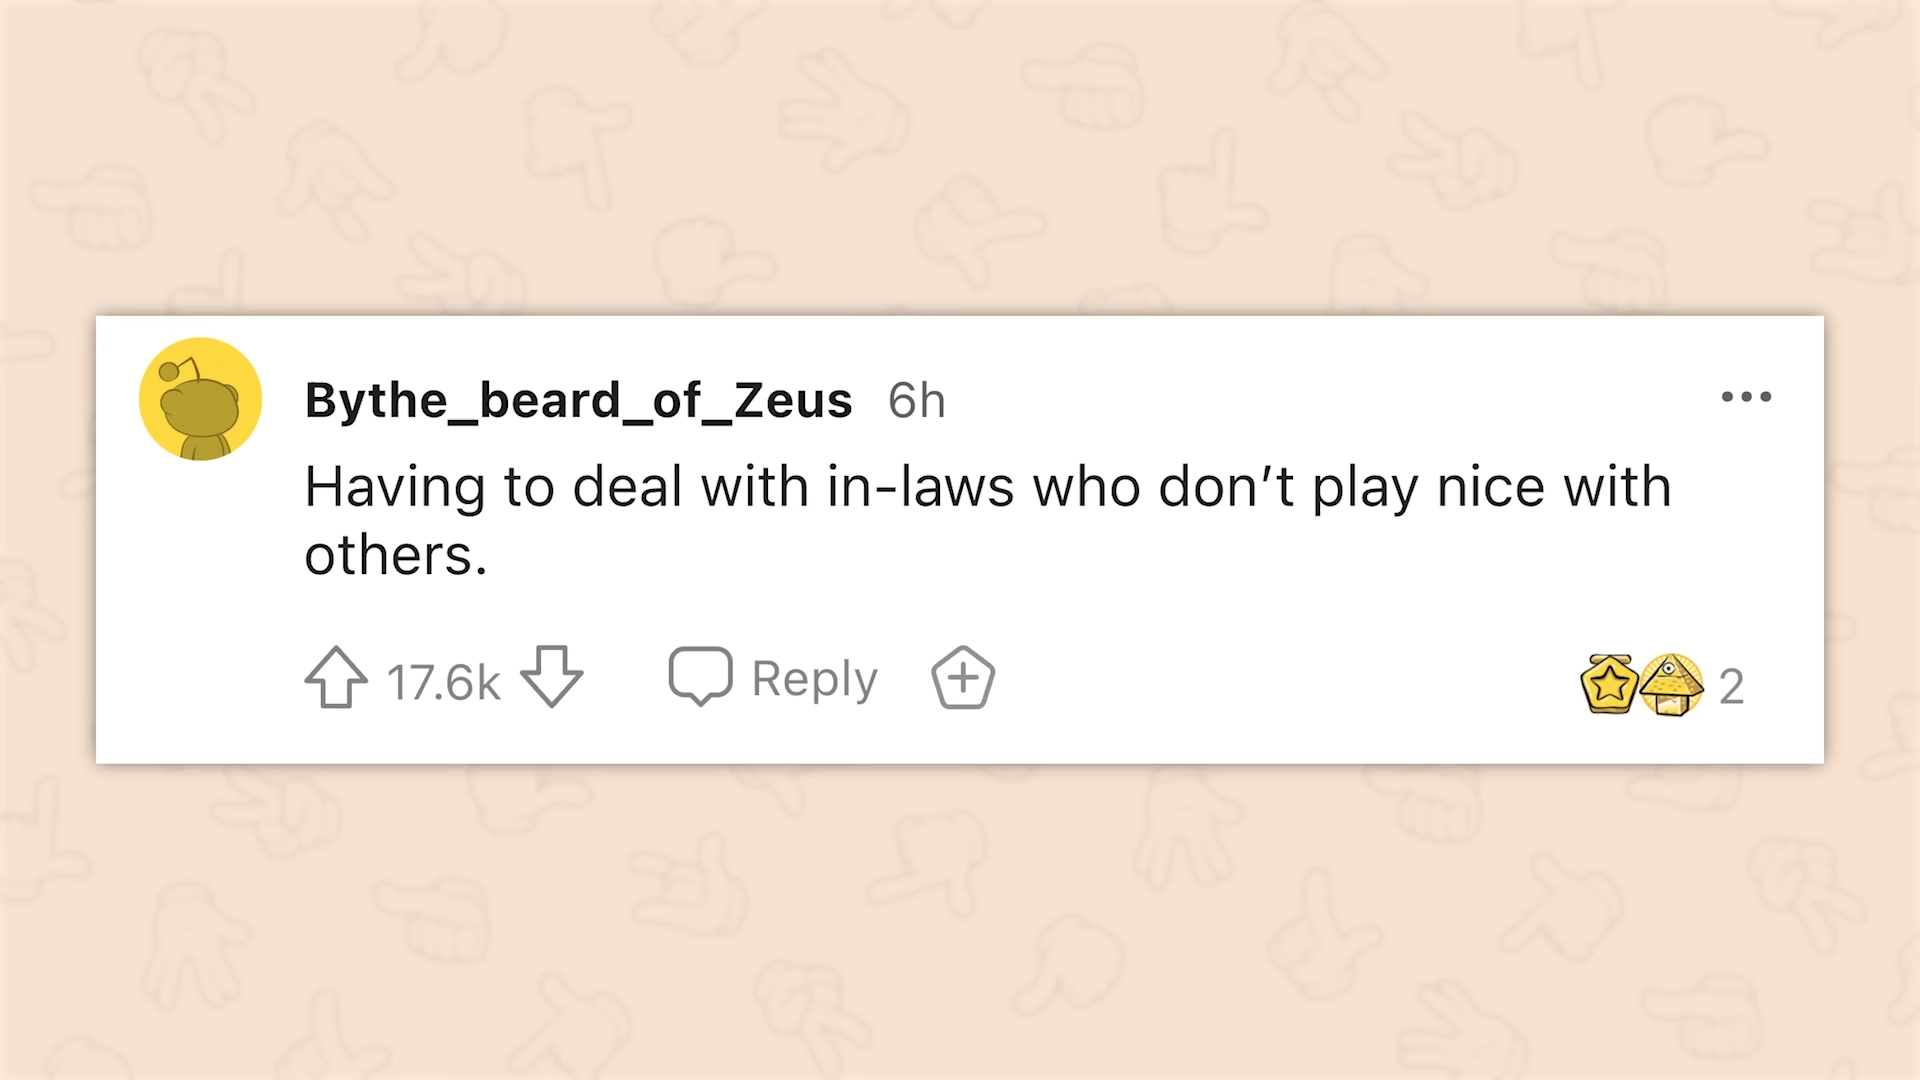 Bythe_beard_of_Zeus 6h
Having to deal with in-laws who don’t play nice with
others.
17.6k Reply 2